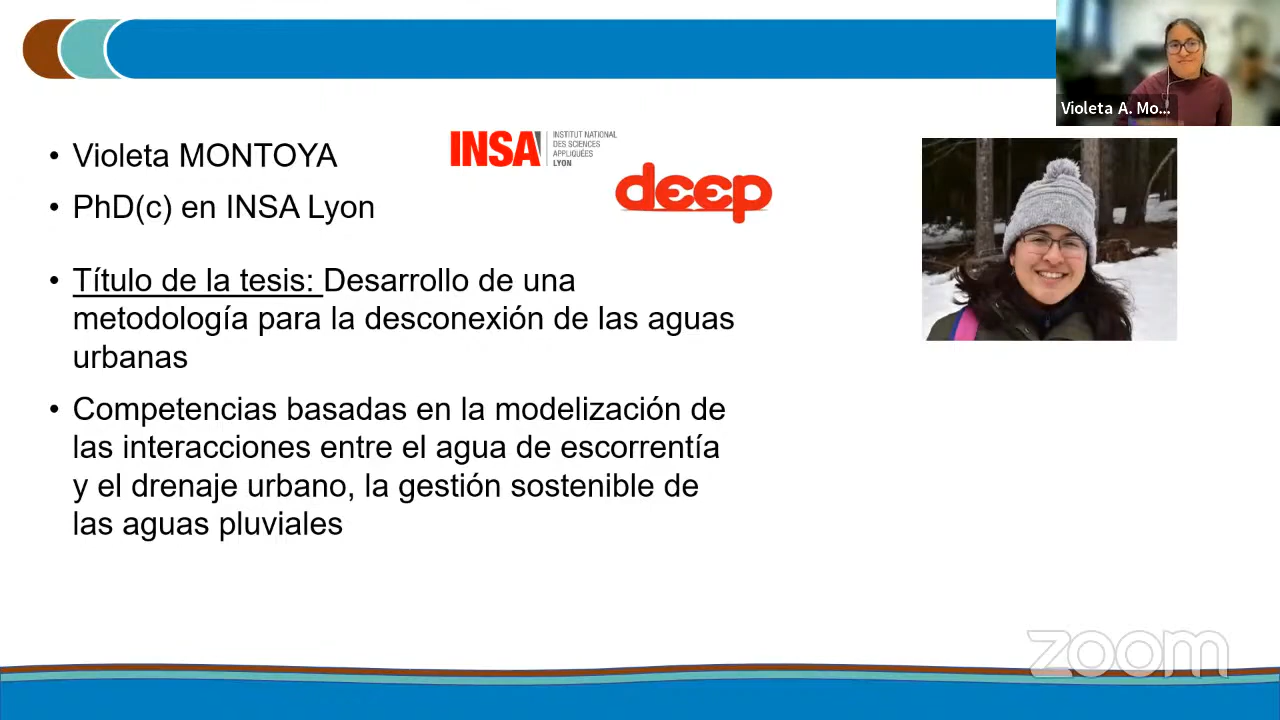 Violeta A. Mo...
• Violeta MONTOYA
INSA
INSTITUT NATIONAL
DES SCIENCES
APPLIQUÉES
LYON
deep
• PhD(c) en INSA Lyon
• Título de la tesis: Desarrollo de una
metodología para la desconexión de las aguas
urbanas
• Competencias basadas en la modelización de
las interacciones entre el agua de escorrentía
y el drenaje urbano, la gestión sostenible de
las aguas pluviales
zoom